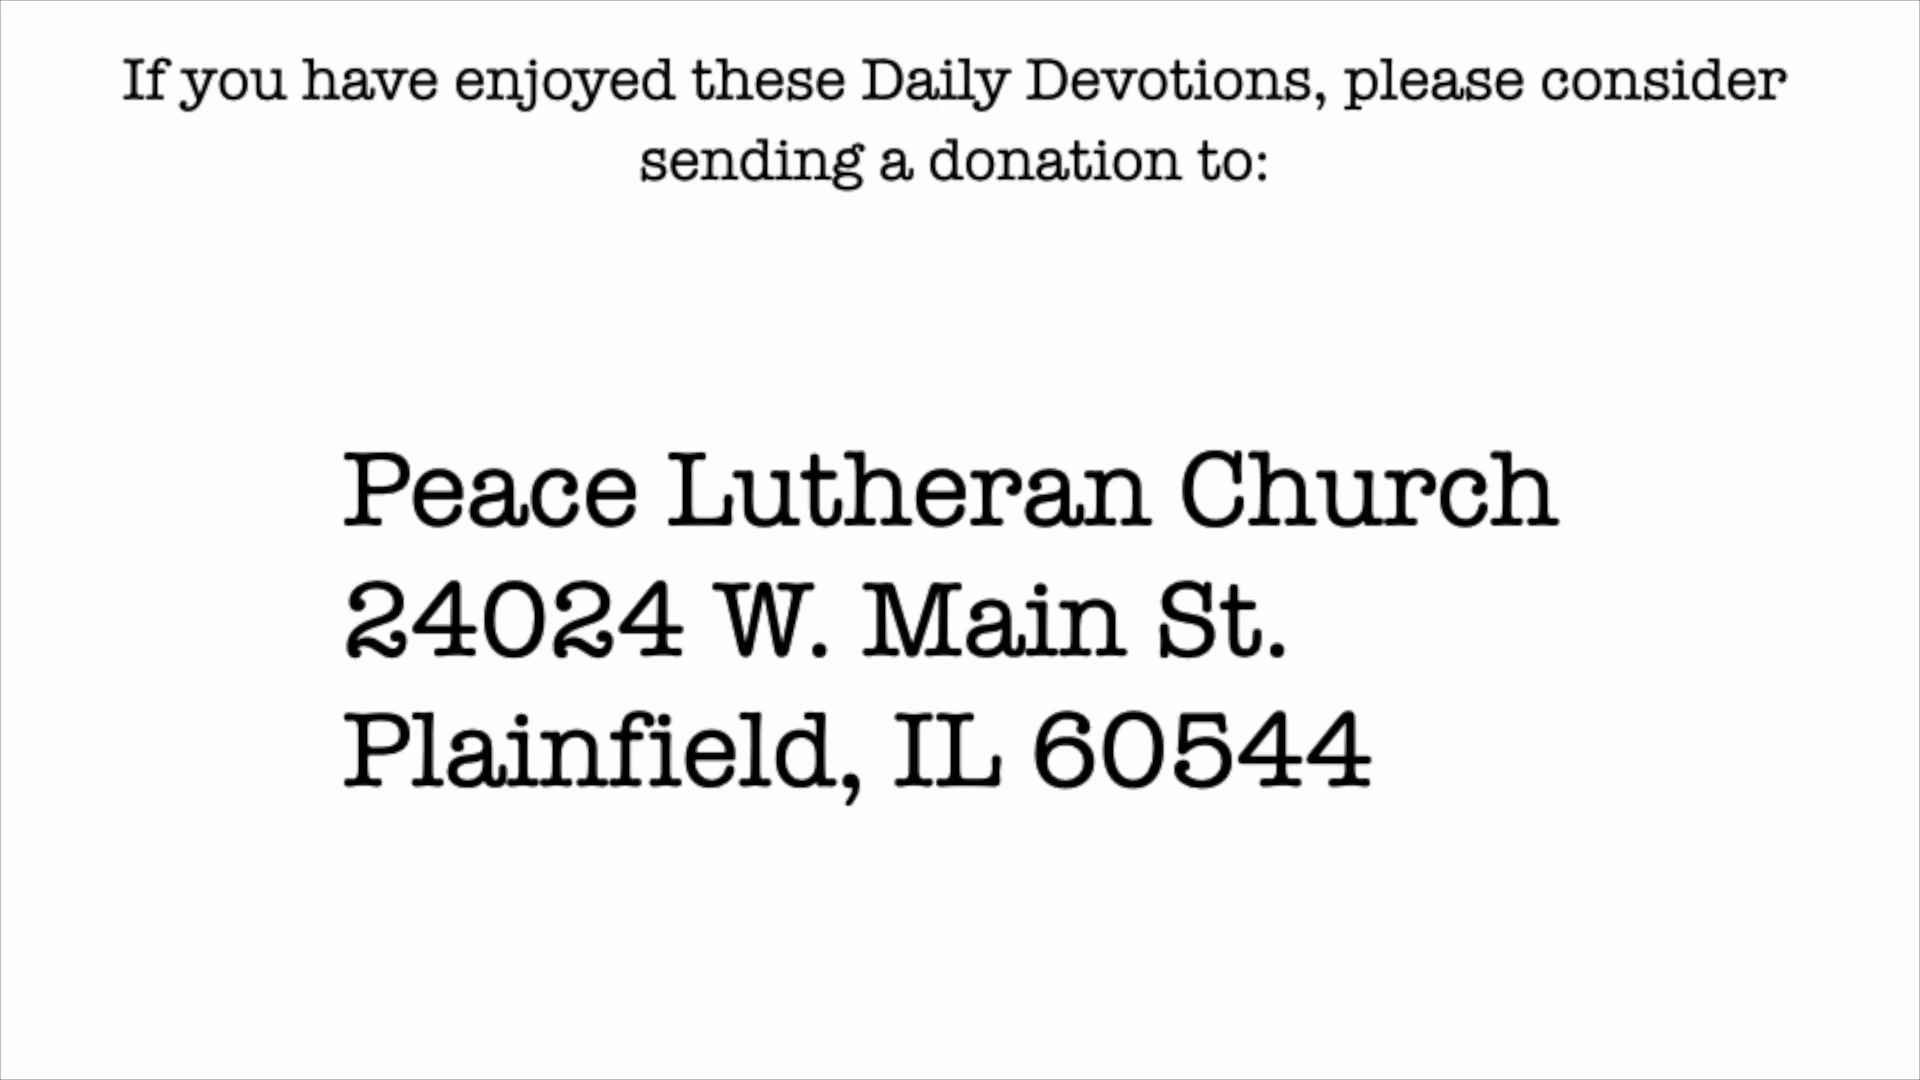 If you have enjoyed these Daily Devotions, please consider
sending a donation to:
Peace Lutheran Church
24024 W. Main St.
Plainfield, IL 60544